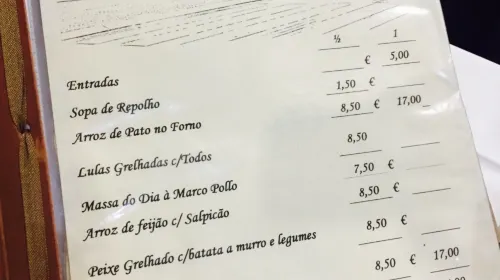 ½ 1
Entradas € 5,00
Sopa de Repolho 1,50 €
Arroz de Pato no Forno 8,50 € 17,00
Lulas Grelhadas c/Todos 8,50
Massa do Dia à Marco Pollo 7,50 €
Arroz de feijão c/ Salpicão 8,50 €
Peixe Grelhado c/batata a murro e legumes 8,50 €
8,50 € 17,00